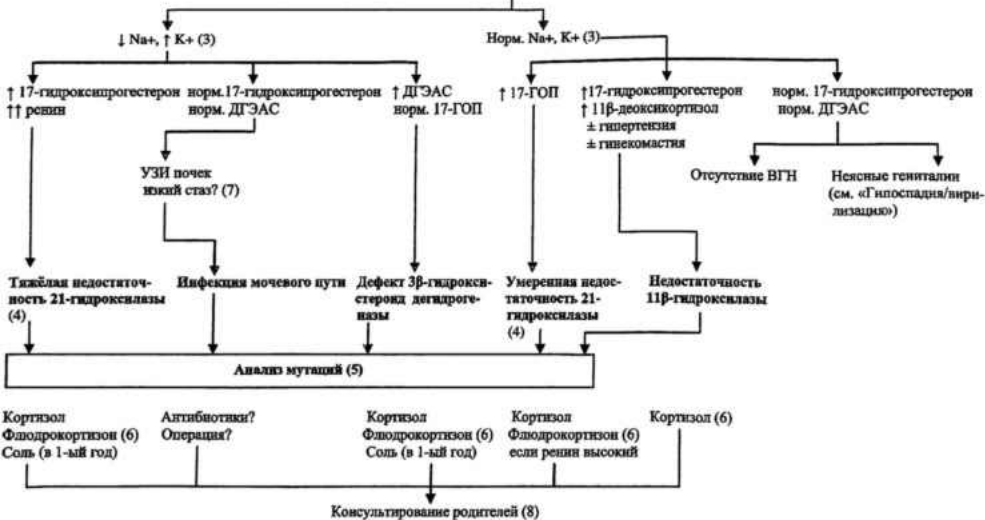 ↓ Na+, ↑ K+ (3)
Норм. Na+, K+ (3)
↑ 17-гидроксипрогестерон
↑↑ ренин
норм.17-гидроксипрогестерон
норм. ДГЭАС
↑ ДГЭАС
норм. 17-ГОП
↑ 17-ГОП
↑17-гидроксипрогестерон
↑ 11β-деоксикортизол
± гипертензия
± гинекомастия
норм. 17-гидроксипрогестерон
норм. ДГЭАС
УЗИ почек
изкий стаз? (7)
Отсутствие ВГН
Неясные гениталии
(см. «Гипоспадия/вири-
лизация»)
Тяжёлая недостаточ-
ность 21-гидроксилазы
(4)
Инфекция мочевого пути
Дефект 3β-гидрокси-
стероид дегидроге-
назы
Умеренная недос-
таточность 21-
гидроксилазы
(4)
Недостаточность
11β-гидроксилазы
Анализ мутаций (5)
Кортизол
Флюдрокортизон (6)
Соль (в 1-ый год)
Антибиотики?
Операция?
Кортизол
Флюдрокортизон (6)
Соль (в 1-ый год)
Кортизол
Флюдрокортизон (6)
если ренин высокий
Кортизол (6)
Консультирование родителей (8)